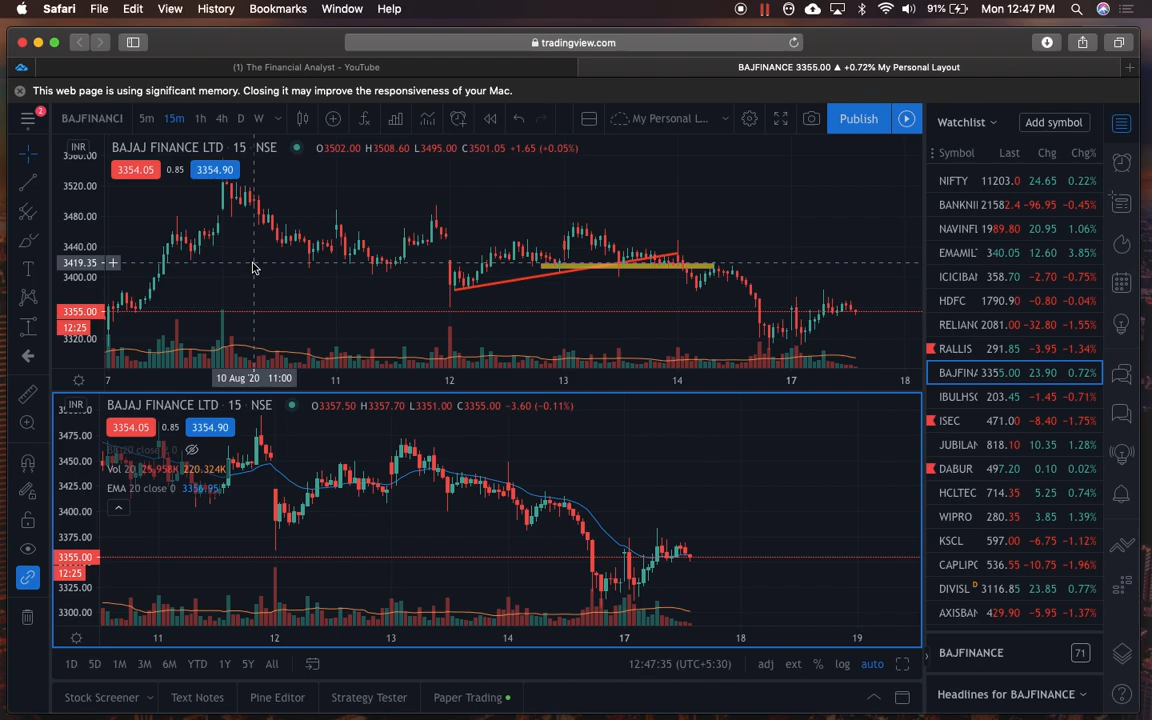 Safari File Edit View History Bookmarks Window Help 91% Mon 12:47 PM
tradingview.com
(1) The Financial Analyst - YouTube
BAJFINANCE 3355.00 ▲ +0.72% My Personal Layout
This web page is using significant memory. Closing it may improve the responsiveness of your Mac.
2
BAJFINANCI 5m 15m 1h 4h D W My Personal L... Publish
Watchlist Add symbol
INR BAJAJ FINANCE LTD · 15 · NSE O3502.00 H3508.60 L3495.00 C3501.05 +1.65 (+0.05%)
3354.05 0.85 3354.90
3560.00
3520.00
3480.00
3440.00
3419.35
3400.00
3355.00
12:25
3320.00
7 10 Aug '20 11:00 11 12 13 14 17 18
INR BAJAJ FINANCE LTD · 15 · NSE O3357.50 H3357.70 L3351.00 C3355.00 −3.60 (−0.11%)
3354.05 0.85 3354.90
Vol 20 220.324K
EMA 20 close 0
3475.00
3450.00
3425.00
3400.00
3375.00
3355.00
12:25
3325.00
3300.00
11 12 13 14 17 18 19
1D 5D 1M 3M 6M YTD 1Y 5Y All 12:47:35 (UTC+5:30) adj ext % log auto
Stock Screener Text Notes Pine Editor Strategy Tester Paper Trading
Symbol Last Chg Chg%
NIFTY 11203.0 24.65 0.22%
BANKNI 21582.4 -96.95 -0.45%
NAVINFI 1989.80 20.95 1.06%
EMAMIL 340.05 12.60 3.85%
ICICIBAI 358.70 -2.70 -0.75%
HDFC 1790.90 -0.80 -0.04%
RELIANC 2081.00 -32.80 -1.55%
RALLIS 291.85 -3.95 -1.34%
BAJFINA 3355.00 23.90 0.72%
IBULHS 203.45 -1.45 -0.71%
ISEC 471.00 -8.40 -1.75%
JUBILAN 818.10 10.35 1.28%
DABUR 497.20 0.10 0.02%
HCLTEC 714.35 5.25 0.74%
WIPRO 280.35 3.85 1.39%
KSCL 597.00 -6.75 -1.12%
CAPLIPC 536.55 -10.75 -1.96%
DIVISL D 3116.85 23.85 0.77%
AXISBAN 429.90 -5.95 -1.37%
BAJFINANCE 71
Headlines for BAJFINANCE